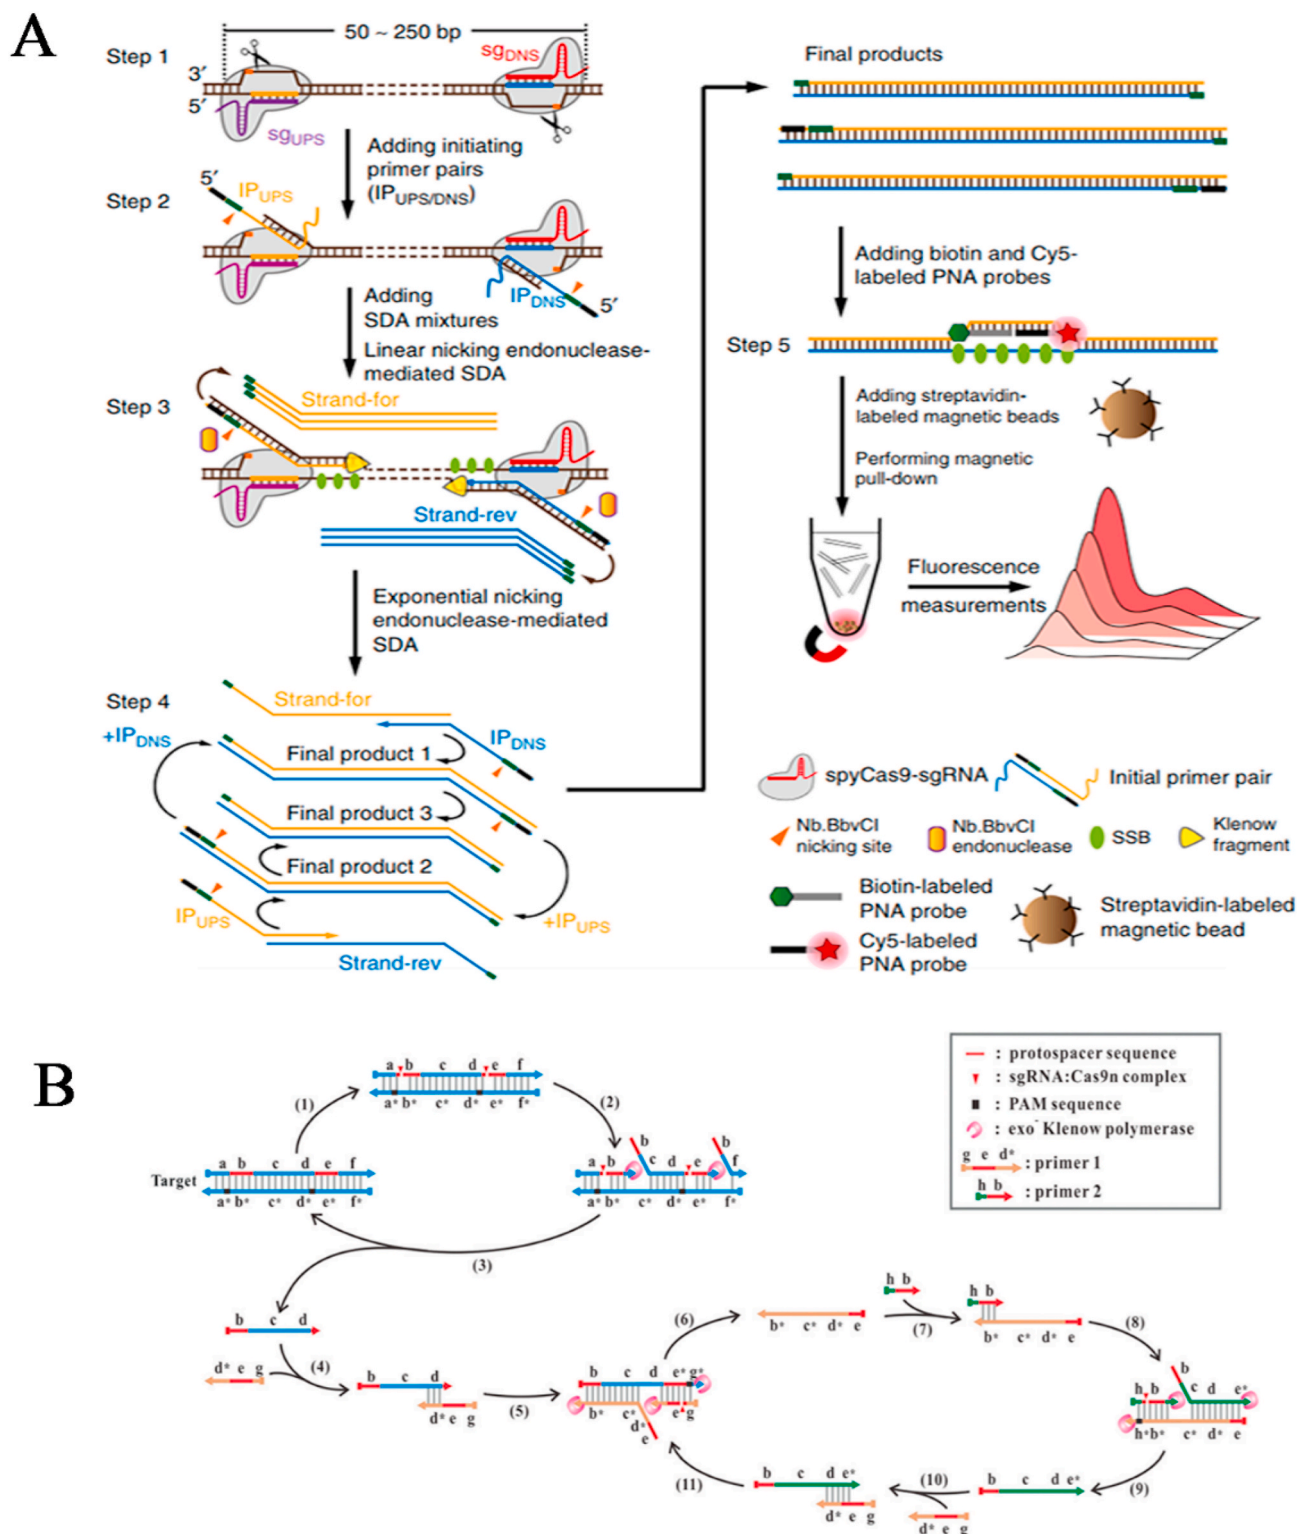 A
Step 1
50 ~ 250 bp
sgDNS
3′
5′
sgUPS
Adding initiating
primer pairs
(IPUPS/DNS)
Step 2
5′
IPUPS
IPDNS
5′
Adding
SDA mixtures
Linear nicking endonuclease-
mediated SDA
Step 3
Strand-for
Strand-rev
Exponential nicking
endonuclease-mediated
SDA
Step 4
Strand-for
+IPDNS
IPDNS
Final product 1
Final product 3
Final product 2
IPUPS
+IPUPS
Strand-rev
Final products
Adding biotin and Cy5-
labeled PNA probes
Step 5
Adding streptavidin-
labeled magnetic beads
Performing magnetic
pull-down
Fluorescence
measurements
spyCas9-sgRNA
Initial primer pair
Nb.BbvCI
nicking site
Nb.BbvCI
endonuclease
SSB
Klenow
fragment
Biotin-labeled
PNA probe
Cy5-labeled
PNA probe
Streptavidin-labeled
magnetic bead
B
: protospacer sequence
: sgRNA:Cas9n complex
: PAM sequence
: exo⁻ Klenow polymerase
g e d*
: primer 1
h b
: primer 2
a b c d e f
a* b* c* d* e* f*
(1)
(2)
Target
a b c d e f
a* b* c* d* e* f*
b b
a b c d e f
a* b* c* d* e* f*
(3)
b c d
d* e g
(4)
b c d
d* e g
(5)
b c d e* g*
b* c* e g
d*
e
(6)
b* c* d* e
h b
(7)
h b
b* c* d* e
(8)
b
h b c d e*
h* b* c* d* e
(9)
b c d e*
(10)
d* e g
b c d e*
d* e g
(11)